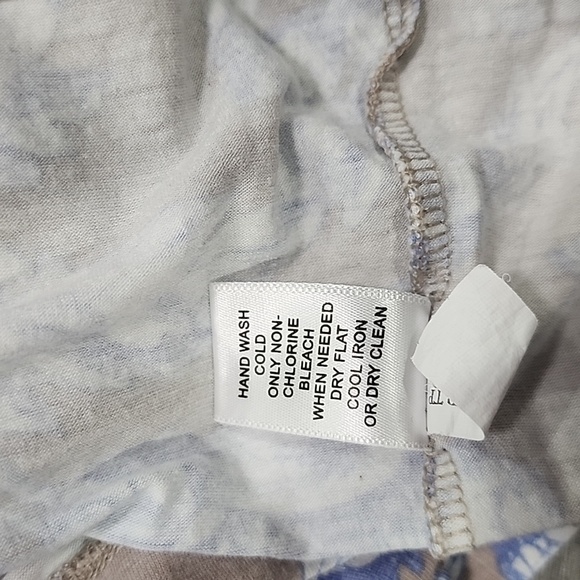 HAND WASH
COLD
ONLY NON-
CHLORINE
BLEACH
WHEN NEEDED
DRY FLAT
COOL IRON
OR DRY CLEAN